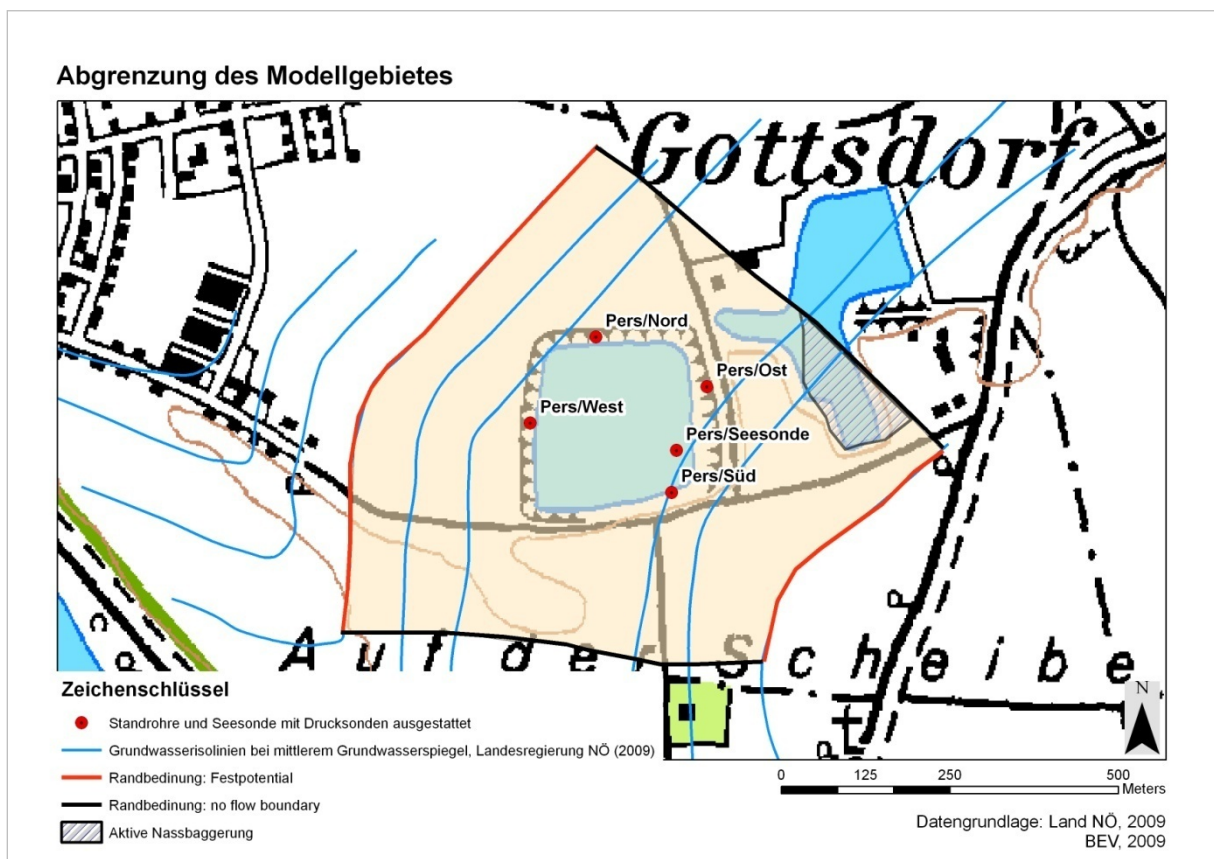 Abgrenzung des Modellgebietes
Gottsdorf
Pers/Nord
Pers/Ost
Pers/West
Pers/Seesonde
Pers/Süd
Auf der Scheibe
Zeichenschlüssel
Standrohre und Seesonde mit Drucksonden ausgestattet
Grundwasserisolinien bei mittlerem Grundwasserspiegel, Landesregierung NÖ (2009)
Randbedinung: Festpotential
Randbedinung: no flow boundary
Aktive Nassbaggerung
N
0 125 250 500
Meters
Datengrundlage: Land NÖ, 2009
BEV, 2009